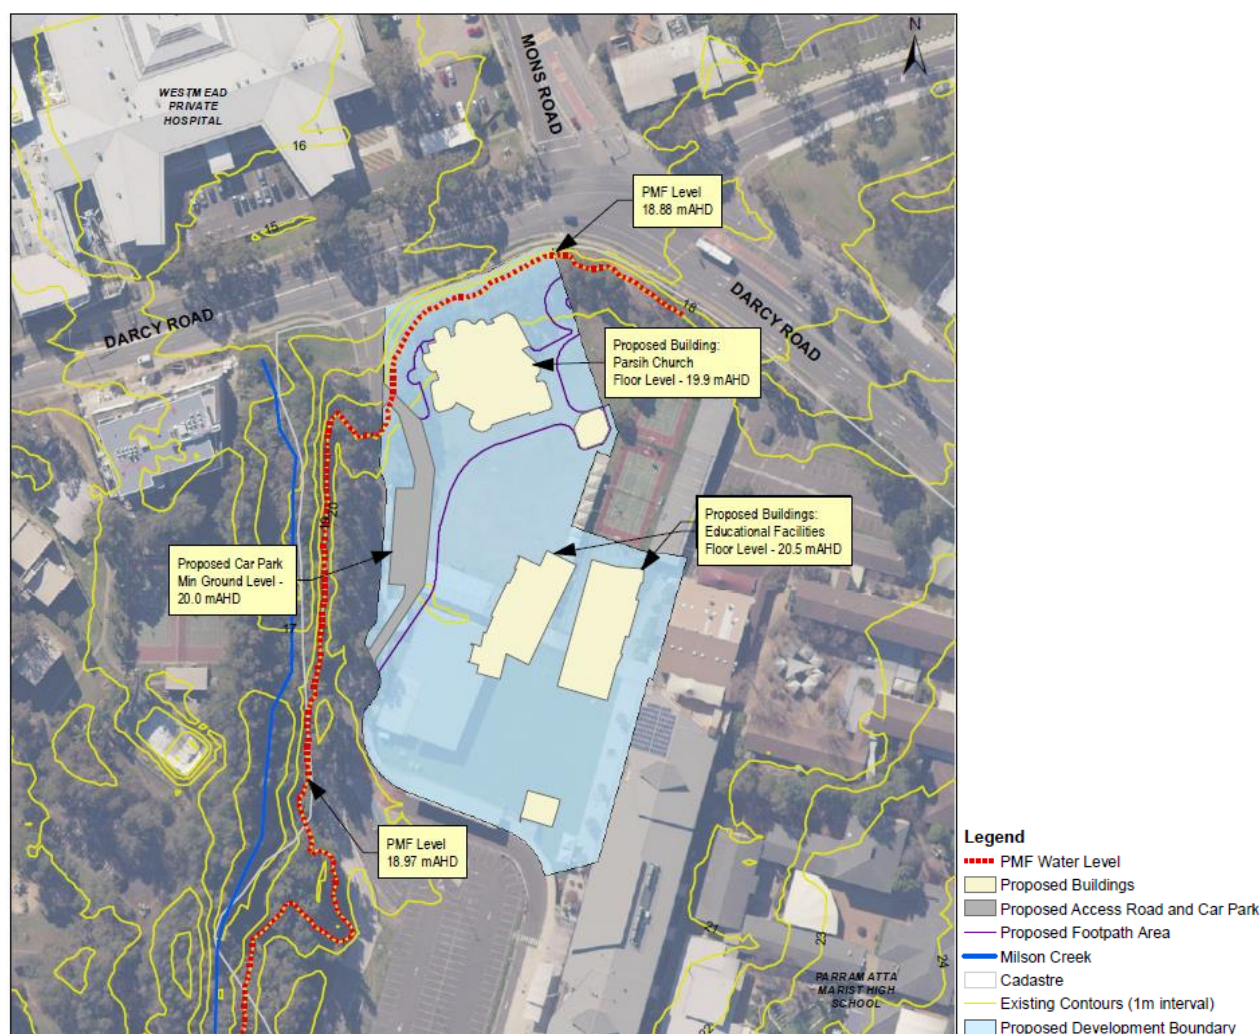 N
MONS ROAD
WESTMEAD
PRIVATE
HOSPITAL
16
15
PMF Level
18.88 mAHD
18
DARCY ROAD
DARCY ROAD
Proposed Building:
Parsih Church
Floor Level - 19.9 mAHD
19
20
Proposed Buildings:
Educational Facilities
Floor Level - 20.5 mAHD
Proposed Car Park
Min Ground Level -
20.0 mAHD
17
PMF Level
18.97 mAHD
21
23
24
22
PARRAMATTA
MARIST HIGH
SCHOOL
Legend
PMF Water Level
Proposed Buildings
Proposed Access Road and Car Park
Proposed Footpath Area
Milson Creek
Cadastre
Existing Contours (1m interval)
Proposed Development Boundary